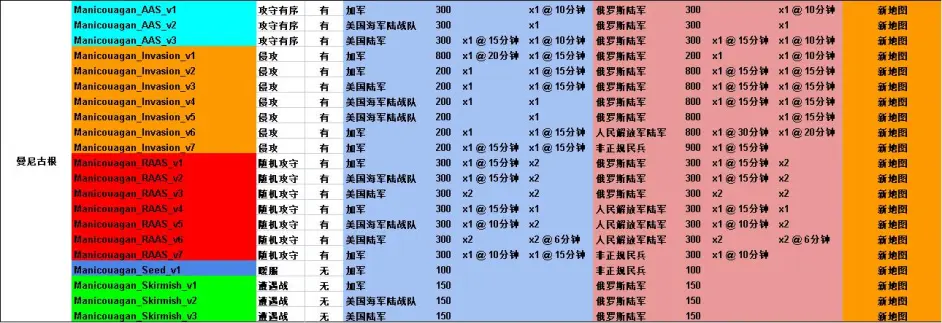 Manicouagan_AAS_v1 攻守有序 有 加军 300 x1@10分钟 俄罗斯陆军 300 x1@10分钟 新地图
Manicouagan_AAS_v2 攻守有序 有 美国海军陆战队 300 x1 俄罗斯陆军 300 x1 新地图
Manicouagan_AAS_v3 攻守有序 有 美国陆军 300 x1@15分钟 x1@10分钟 俄罗斯陆军 300 x1@15分钟 x1@10分钟 新地图
Manicouagan_Invasion_v1 侵攻 有 加军 800 x1@20分钟 x1@15分钟 俄罗斯陆军 200 x1 x1@10分钟 新地图
Manicouagan_Invasion_v2 侵攻 有 加军 200 x1 x1@15分钟 俄罗斯陆军 800 x1@15分钟 x1@15分钟 新地图
Manicouagan_Invasion_v3 侵攻 有 美国陆军 200 x1 x1@15分钟 俄罗斯陆军 800 x1@15分钟 x1@15分钟 新地图
Manicouagan_Invasion_v4 侵攻 有 美国海军陆战队 200 x1 x1 俄罗斯陆军 800 x1@15分钟 x1@15分钟 新地图
Manicouagan_Invasion_v5 侵攻 有 美国海军陆战队 200 x1 俄罗斯陆军 800 x1@15分钟 新地图
Manicouagan_Invasion_v6 侵攻 有 加军 200 x1 x1@15分钟 人民解放军陆军 800 x1@30分钟 x1@20分钟 新地图
Manicouagan_Invasion_v7 侵攻 有 加军 200 x1@15分钟 x1@15分钟 非正规民兵 900 x1@15分钟 新地图
曼尼古根
Manicouagan_RAAS_v1 随机攻守 有 加军 300 x1@15分钟 x2 俄罗斯陆军 300 x1@15分钟 x2 新地图
Manicouagan_RAAS_v2 随机攻守 有 美国海军陆战队 300 x1@15分钟 x2 俄罗斯陆军 300 x1@15分钟 x2 新地图
Manicouagan_RAAS_v3 随机攻守 有 美国陆军 300 x2 x2 俄罗斯陆军 300 x2 x2 新地图
Manicouagan_RAAS_v4 随机攻守 有 加军 300 x1@15分钟 x1 人民解放军陆军 300 x1@15分钟 x1 新地图
Manicouagan_RAAS_v5 随机攻守 有 美国海军陆战队 300 x1@10分钟 x2 人民解放军陆军 300 x1@10分钟 x2 新地图
Manicouagan_RAAS_v6 随机攻守 有 美国陆军 300 x2 x2@6分钟 人民解放军陆军 300 x2 x2@6分钟 新地图
Manicouagan_RAAS_v7 随机攻守 有 加军 300 x1@10分钟 x1@15分钟 非正规民兵 300 x1@10分钟 新地图
Manicouagan_Seed_v1 暖服 无 加军 100 非正规民兵 100 新地图
Manicouagan_Skirmish_v1 遭遇战 无 加军 150 俄罗斯陆军 150 新地图
Manicouagan_Skirmish_v2 遭遇战 无 美国海军陆战队 150 俄罗斯陆军 150 新地图
Manicouagan_Skirmish_v3 遭遇战 无 美国陆军 150 俄罗斯陆军 150 新地图